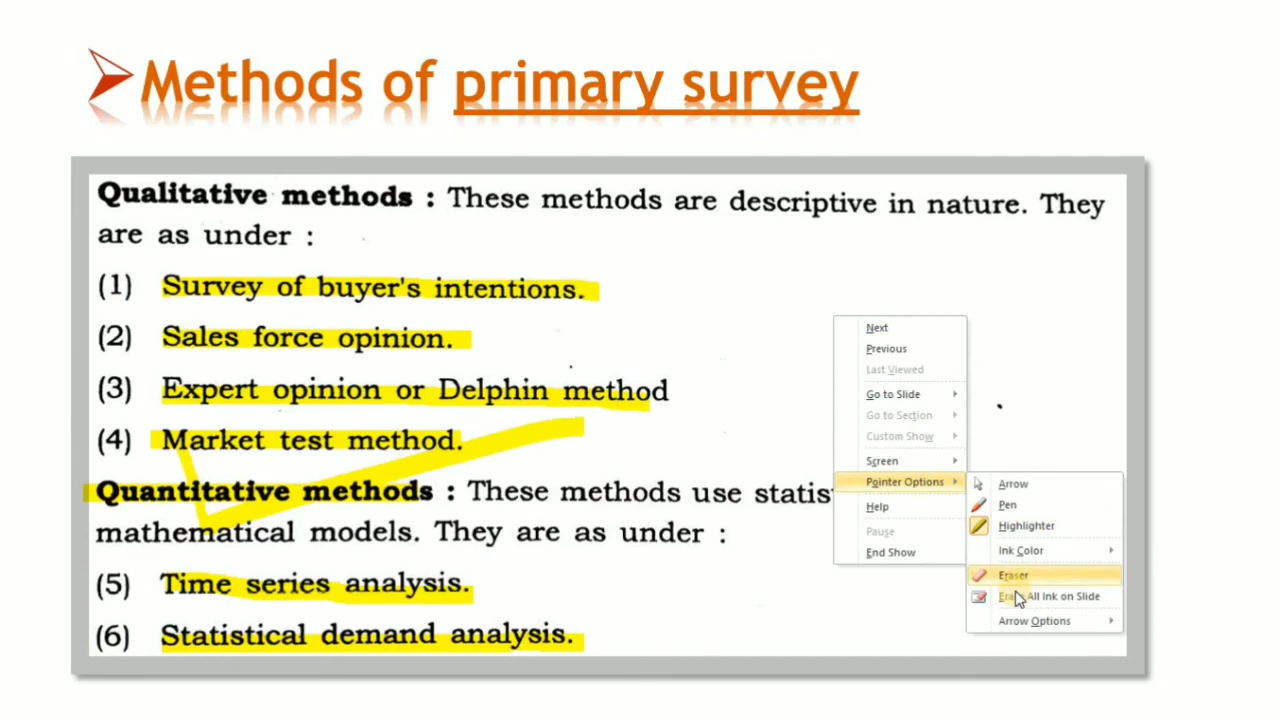 Methods of primary survey
Qualitative methods : These methods are descriptive in nature. They
are as under :
(1) Survey of buyer's intentions.
(2) Sales force opinion.
(3) Expert opinion or Delphin method
(4) Market test method.
Quantitative methods : These methods use
mathematical models. They are as under :
(5) Time series analysis.
(6) Statistical demand analysis.
Next
Previous
Last Viewed
Go to Slide
Go to Section
Custom Show
Screen
Pointer Options
Help
Pause
End Show
Arrow
Pen
Highlighter
Ink Color
Eraser
All Ink on Slide
Arrow Options